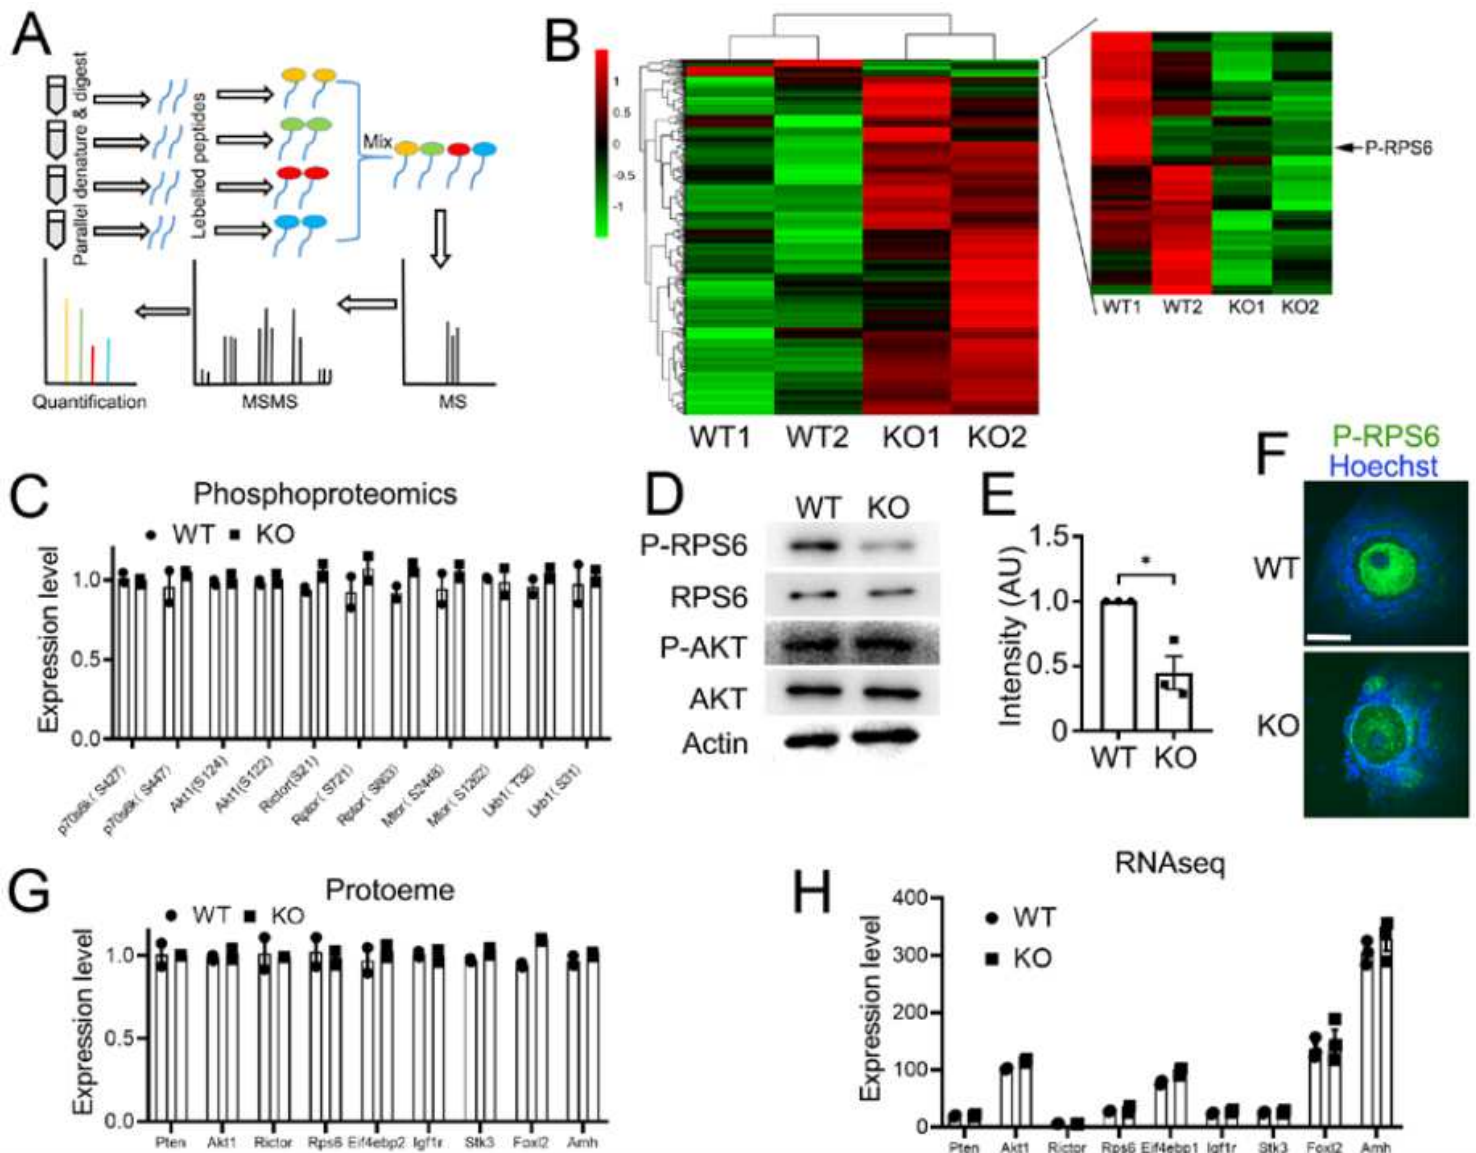 A
Parallel denature & digest
Lebelled peptides
Mix
Quantification
MSMS
MS
B
1
0.5
0
-0.5
-1
WT1 WT2 KO1 KO2
P-RPS6
WT1 WT2 KO1 KO2
C
Phosphoproteomics
WT KO
Expression level
1.0
0.5
0.0
p70s6k( S427)
p70s6k( S447)
Akt1(S124)
Akt1(S122)
Rictor(S21)
Rptor( S721)
Rptor( S863)
Mtor( S2448)
Mtor( S1262)
Lkb1( T32)
Lkb1( S31)
D
WT KO
P-RPS6
RPS6
P-AKT
AKT
Actin
E
Intensity (AU)
1.5
1.0
0.5
0
*
WT KO
F
P-RPS6
Hoechst
WT
KO
G
Protoeme
WT KO
Expression level
1.0
0.5
0.0
Pten Akt1 Rictor Rps6 Eif4ebp2 Igf1r Stk3 Foxl2 Amh
H
RNAseq
WT
KO
Expression level
400
300
200
100
0
Pten Akt1 Rictor Rps6 Eif4ebp1 Igf1r Stk3 Foxl2 Amh